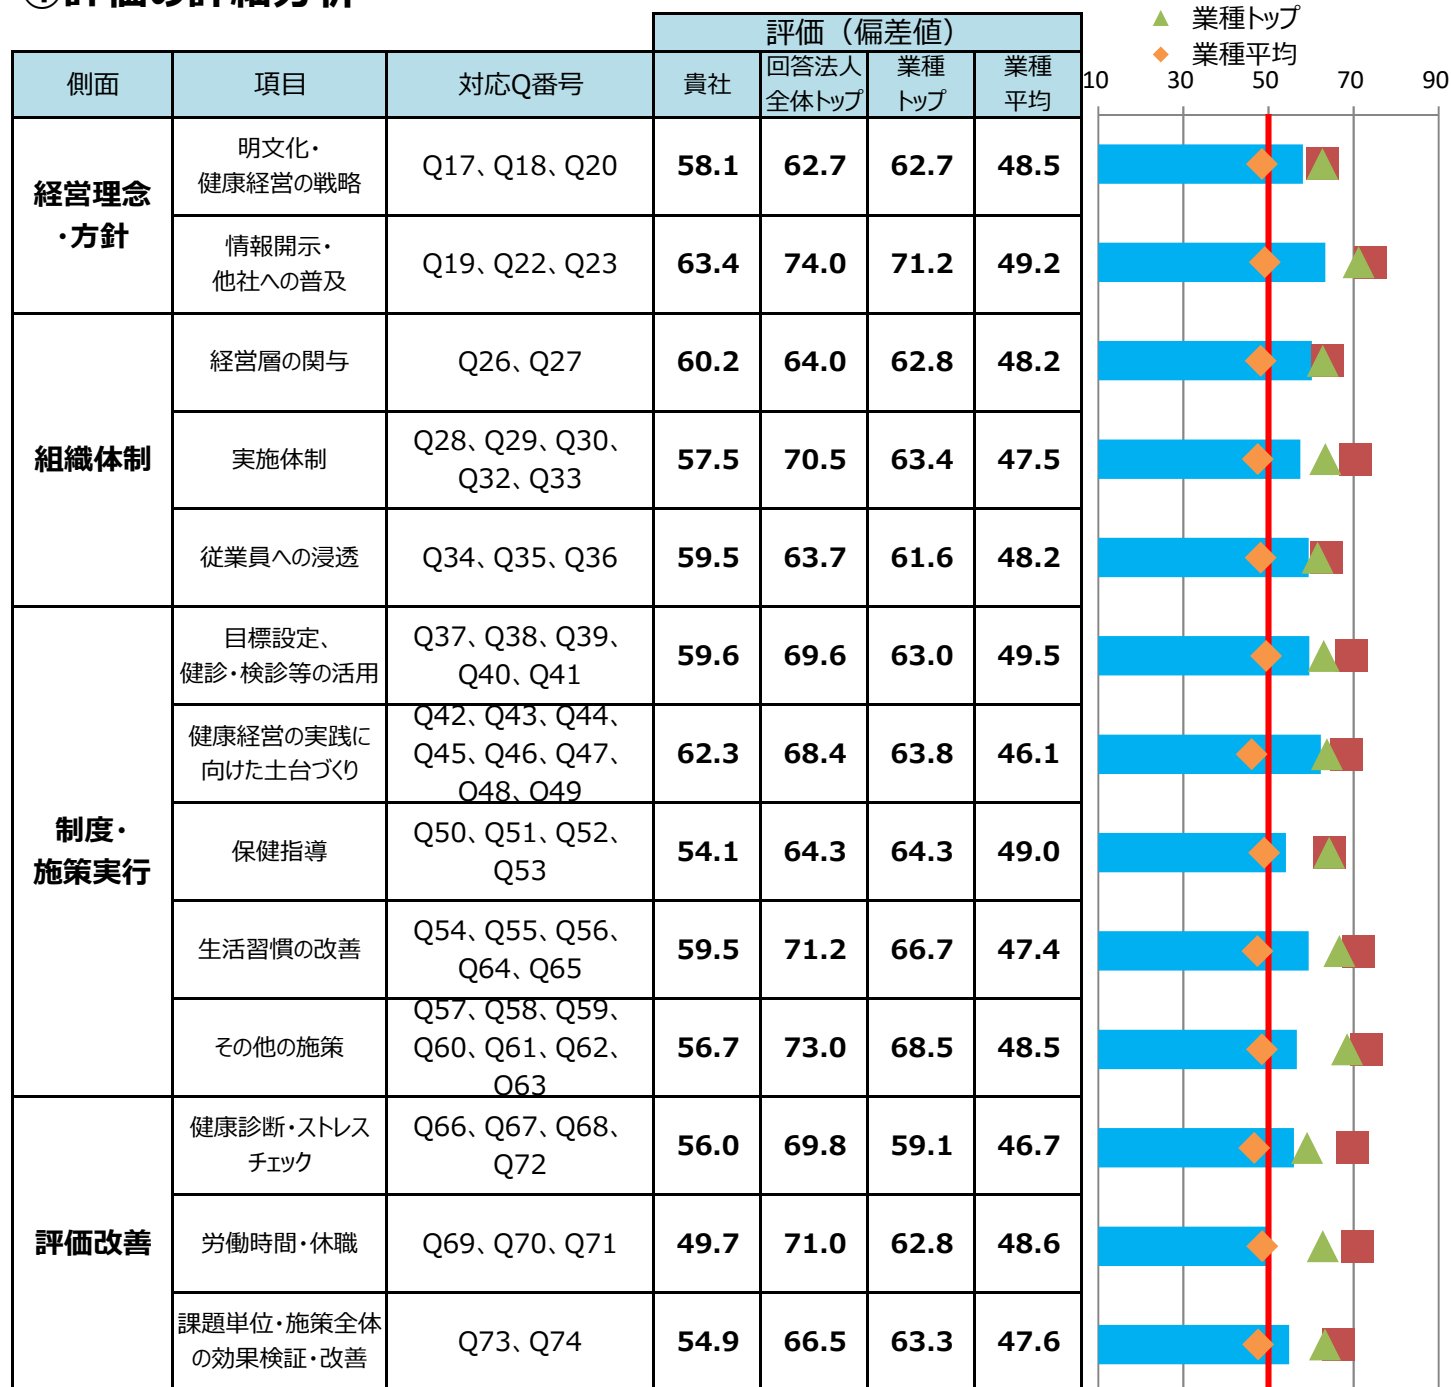 ④評価の詳細分析
業種トップ
業種平均
評価（偏差値）
側面 項目 対応Q番号 貴社 回答法人全体トップ 業種トップ 業種平均
10 30 50 70 90
経営理念・方針
明文化・健康経営の戦略 Q17、Q18、Q20 58.1 62.7 62.7 48.5
情報開示・他社への普及 Q19、Q22、Q23 63.4 74.0 71.2 49.2
組織体制
経営層の関与 Q26、Q27 60.2 64.0 62.8 48.2
実施体制 Q28、Q29、Q30、Q32、Q33 57.5 70.5 63.4 47.5
従業員への浸透 Q34、Q35、Q36 59.5 63.7 61.6 48.2
制度・施策実行
目標設定、健診・検診等の活用 Q37、Q38、Q39、Q40、Q41 59.6 69.6 63.0 49.5
健康経営の実践に向けた土台づくり Q42、Q43、Q44、Q45、Q46、Q47、Q48、Q49 62.3 68.4 63.8 46.1
保健指導 Q50、Q51、Q52、Q53 54.1 64.3 64.3 49.0
生活習慣の改善 Q54、Q55、Q56、Q64、Q65 59.5 71.2 66.7 47.4
その他の施策 Q57、Q58、Q59、Q60、Q61、Q62、Q63 56.7 73.0 68.5 48.5
評価改善
健康診断・ストレスチェック Q66、Q67、Q68、Q72 56.0 69.8 59.1 46.7
労働時間・休職 Q69、Q70、Q71 49.7 71.0 62.8 48.6
課題単位・施策全体の効果検証・改善 Q73、Q74 54.9 66.5 63.3 47.6